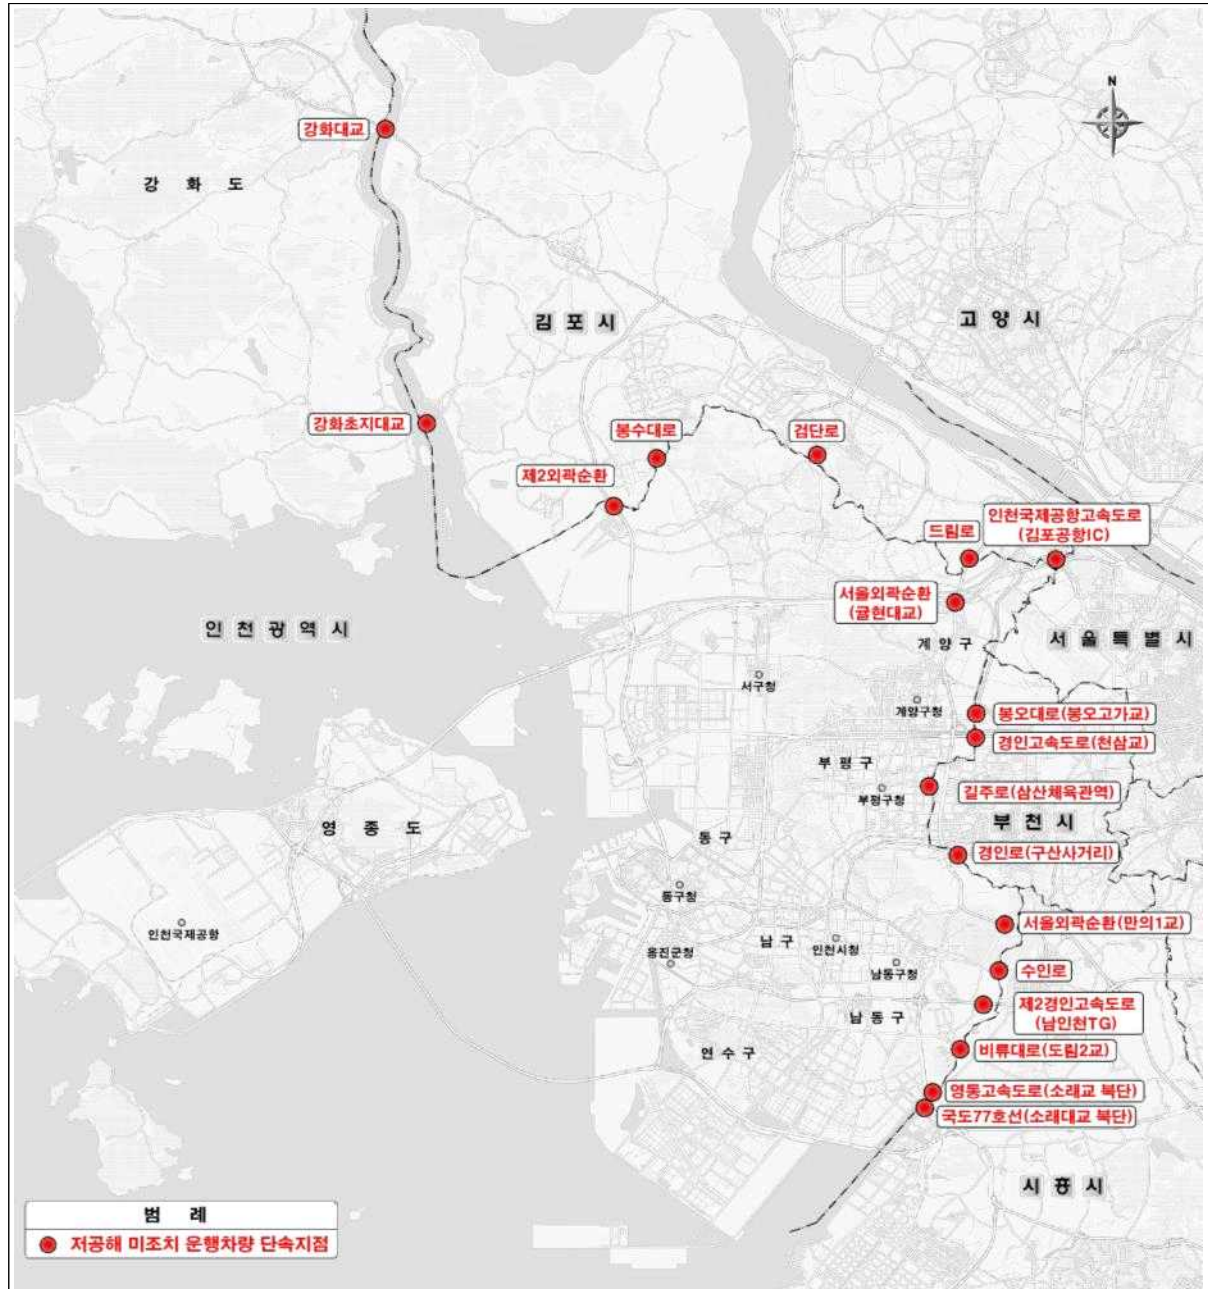 N
강화대교
강 화 도
김 포 시
고 양 시
강화초지대교
봉수대로
검단로
제2외곽순환
인천국제공항고속도로
(김포공항IC)
드림로
서울외곽순환
(귤현대교)
인 천 광 역 시
계 양 구
서 울 특 별 시
서구청
계양구청
봉오대로(봉오고가교)
경인고속도로(천삼교)
부 평 구
부평구청
길주로(삼산체육관역)
영 종 도
동 구
부 천 시
경인로(구산사거리)
동구청
인천국제공항
남 구
인천시청
서울외곽순환(만의1교)
옹진군청
남동구청
수인로
남 동 구
제2경인고속도로
(남인천TG)
연 수 구
비류대로(도림2교)
영동고속도로(소래교 북단)
국도77호선(소래대교 북단)
시 흥 시
범 례
저공해 미조치 운행차량 단속지점